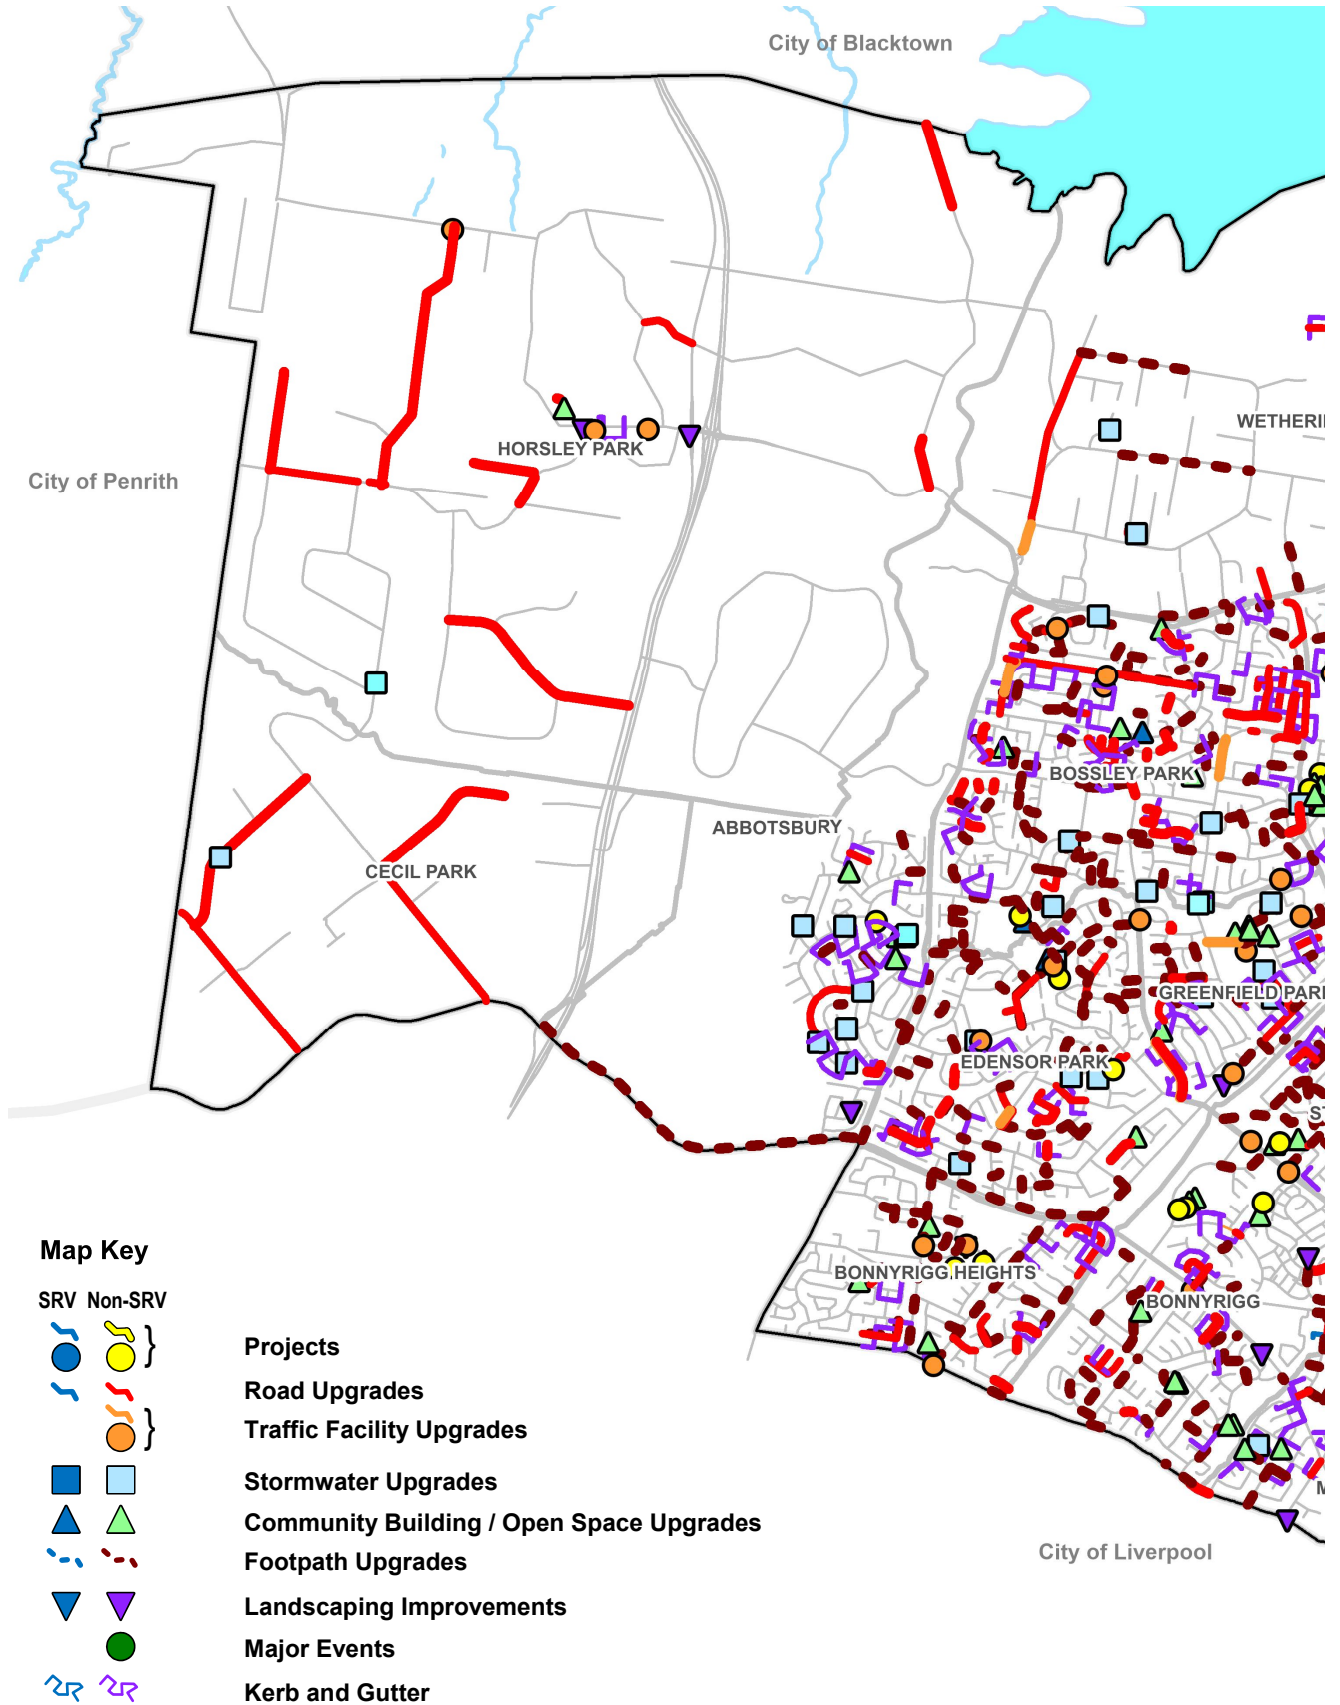 City of Blacktown
WETHERI
HORSLEY PARK
City of Penrith
BOSSLEY PARK
ABBOTSBURY
CECIL PARK
GREENFIELD PARK
EDENSOR PARK
ST
BONNYRIGG HEIGHTS
BONNYRIGG
M
City of Liverpool
Map Key
SRV Non-SRV
Projects
Road Upgrades
Traffic Facility Upgrades
Stormwater Upgrades
Community Building / Open Space Upgrades
Footpath Upgrades
Landscaping Improvements
Major Events
Kerb and Gutter